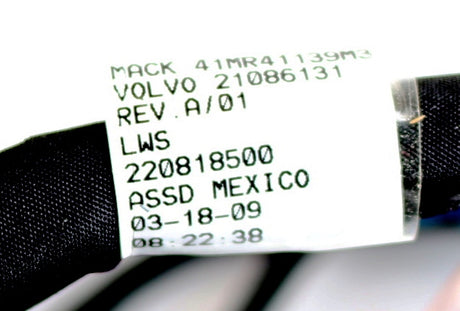 MACK 41MR41139M3
VOLVO 21086131
REV A/01
LWS
220818500
ASSD MEXICO
03-18-09
08:22:38